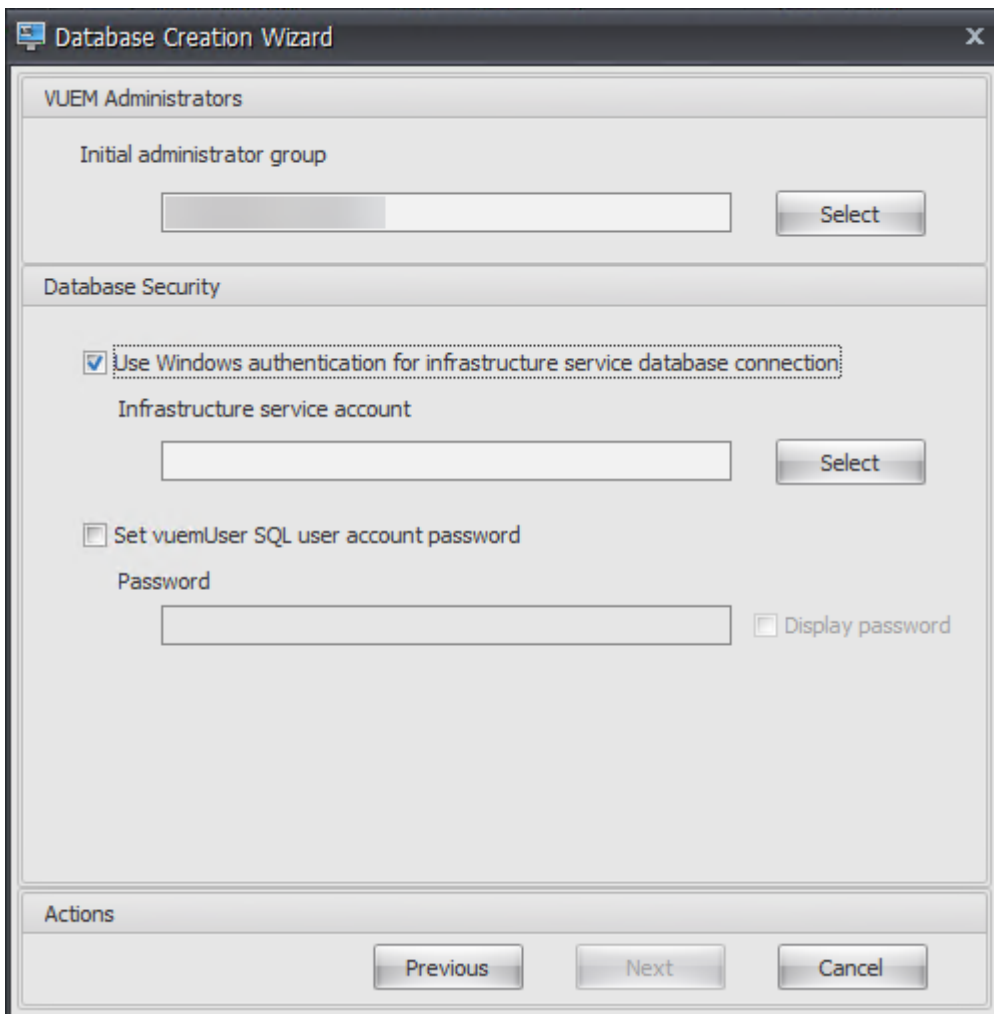 Database Creation Wizard
VUEM Administrators
Initial administrator group
Select
Database Security
Use Windows authentication for infrastructure service database connection
Infrastructure service account
Select
Set vuemUser SQL user account password
Password
Display password
Actions
Previous Next Cancel